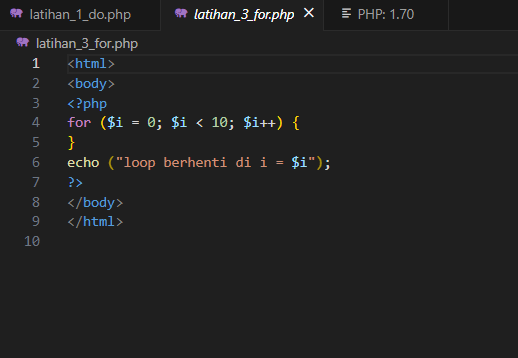 latihan_1_do.php latihan_3_for.php × PHP: 1.70
latihan_3_for.php
1 <html>
2 <body>
3 <?php
4 for ($i = 0; $i < 10; $i++) {
5 }
6 echo ("loop berhenti di i = $i");
7 ?>
8 </body>
9 </html>
10